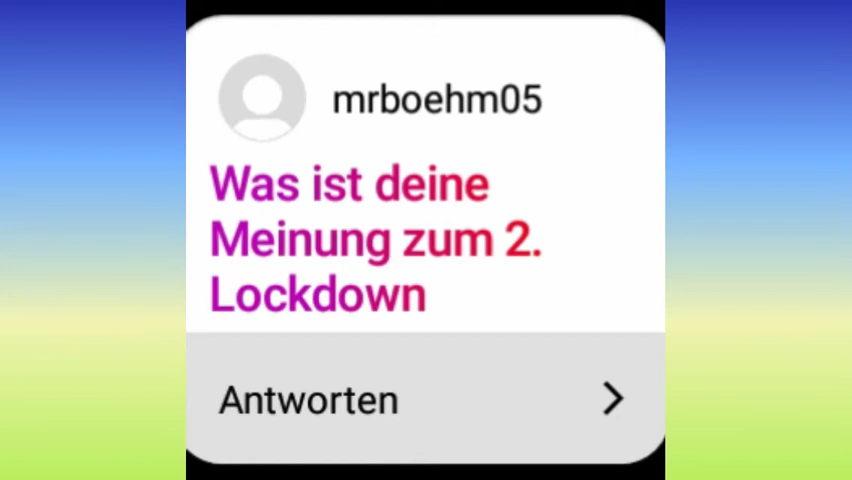 mrboehm05
Was ist deine
Meinung zum 2.
Lockdown
Antworten